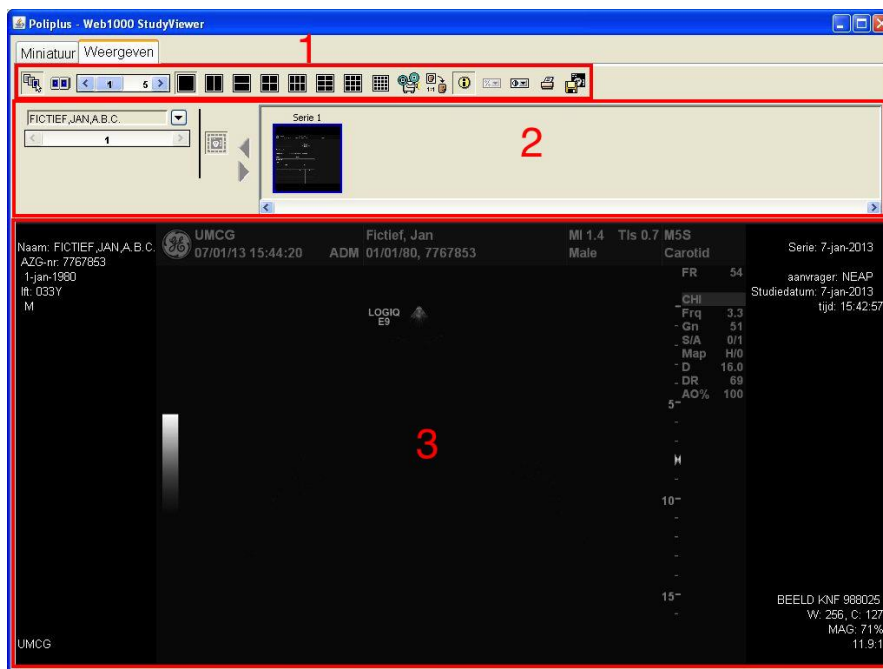 Poliplus - Web1000 StudyViewer
Miniatuur Weergeven
1
1 5
1:1
FICTIEF,JAN,A.B.C.
1
Serie 1
2
Naam: FICTIEF,JAN,A.B.C.
AZG-nr: 7767853
1-jan-1980
lft: 033Y
M
UMCG Fictief, Jan MI 1.4 TIs 0.7 M5S
07/01/13 15:44:20 ADM 01/01/80, 7767853 Male Carotid
Serie: 7-jan-2013
aanvrager: NEAP
Studiedatum: 7-jan-2013
tijd: 15:42:57
FR 54
CHI
Frq 3.3
Gn 51
S/A 0/1
Map H/0
D 16.0
DR 69
AO% 100
LOGIQ
E9
5
3
10
15
BEELD KNF 988025
W: 256, C: 127
MAG: 71%
11.9:1
UMCG